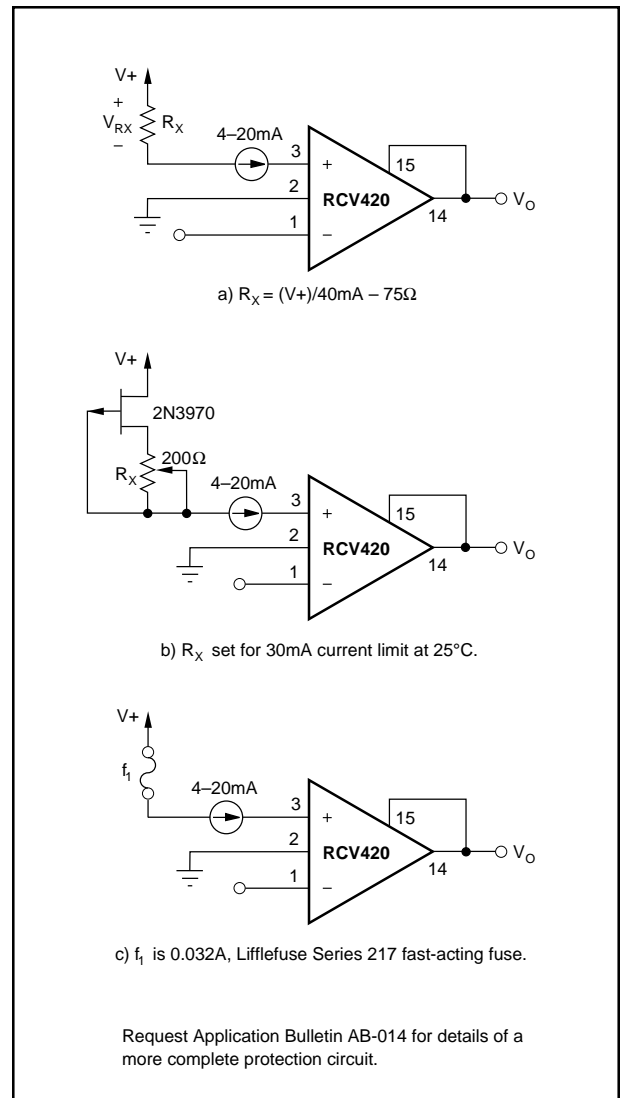 V+
+
V_RX R_X
–
4–20mA
3
+
15
2
RCV420
V_O
14
1
–
a) R_X = (V+)/40mA – 75Ω
V+
2N3970
200Ω
R_X
4–20mA
3
+
15
2
RCV420
V_O
14
1
–
b) R_X set for 30mA current limit at 25°C.
V+
f_1
4–20mA
3
+
15
2
RCV420
V_O
14
1
–
c) f_1 is 0.032A, Lifflefuse Series 217 fast-acting fuse.
Request Application Bulletin AB-014 for details of a
more complete protection circuit.